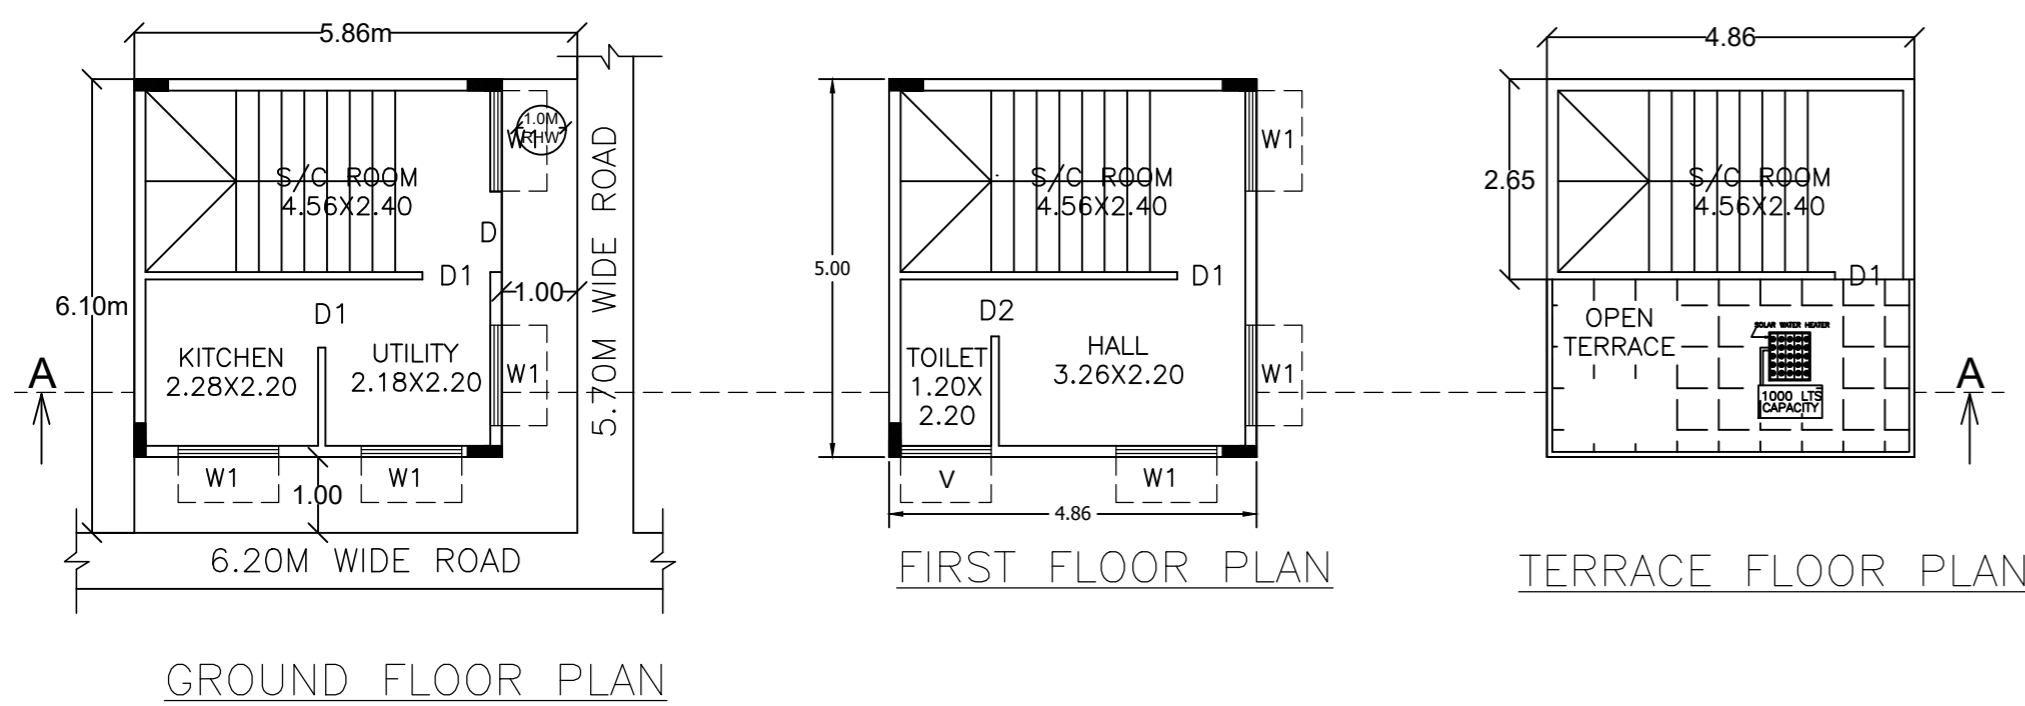 5.86m
6.10m
W1
1.0M
RHW
S/C ROOM
4.56X2.40
D
D1
1.00
D1
KITCHEN
2.28X2.20
UTILITY
2.18X2.20
W1
A
W1
W1
1.00
5.70M WIDE ROAD
6.20M WIDE ROAD
GROUND FLOOR PLAN
W1
S/C ROOM
4.56X2.40
5.00
D1
D2
TOILET
1.20X
2.20
HALL
3.26X2.20
W1
V
W1
4.86
FIRST FLOOR PLAN
4.86
2.65
S/C ROOM
4.56X2.40
D1
OPEN
TERRACE
SOLAR WATER HEATER
1000 LTS
CAPACITY
A
TERRACE FLOOR PLAN